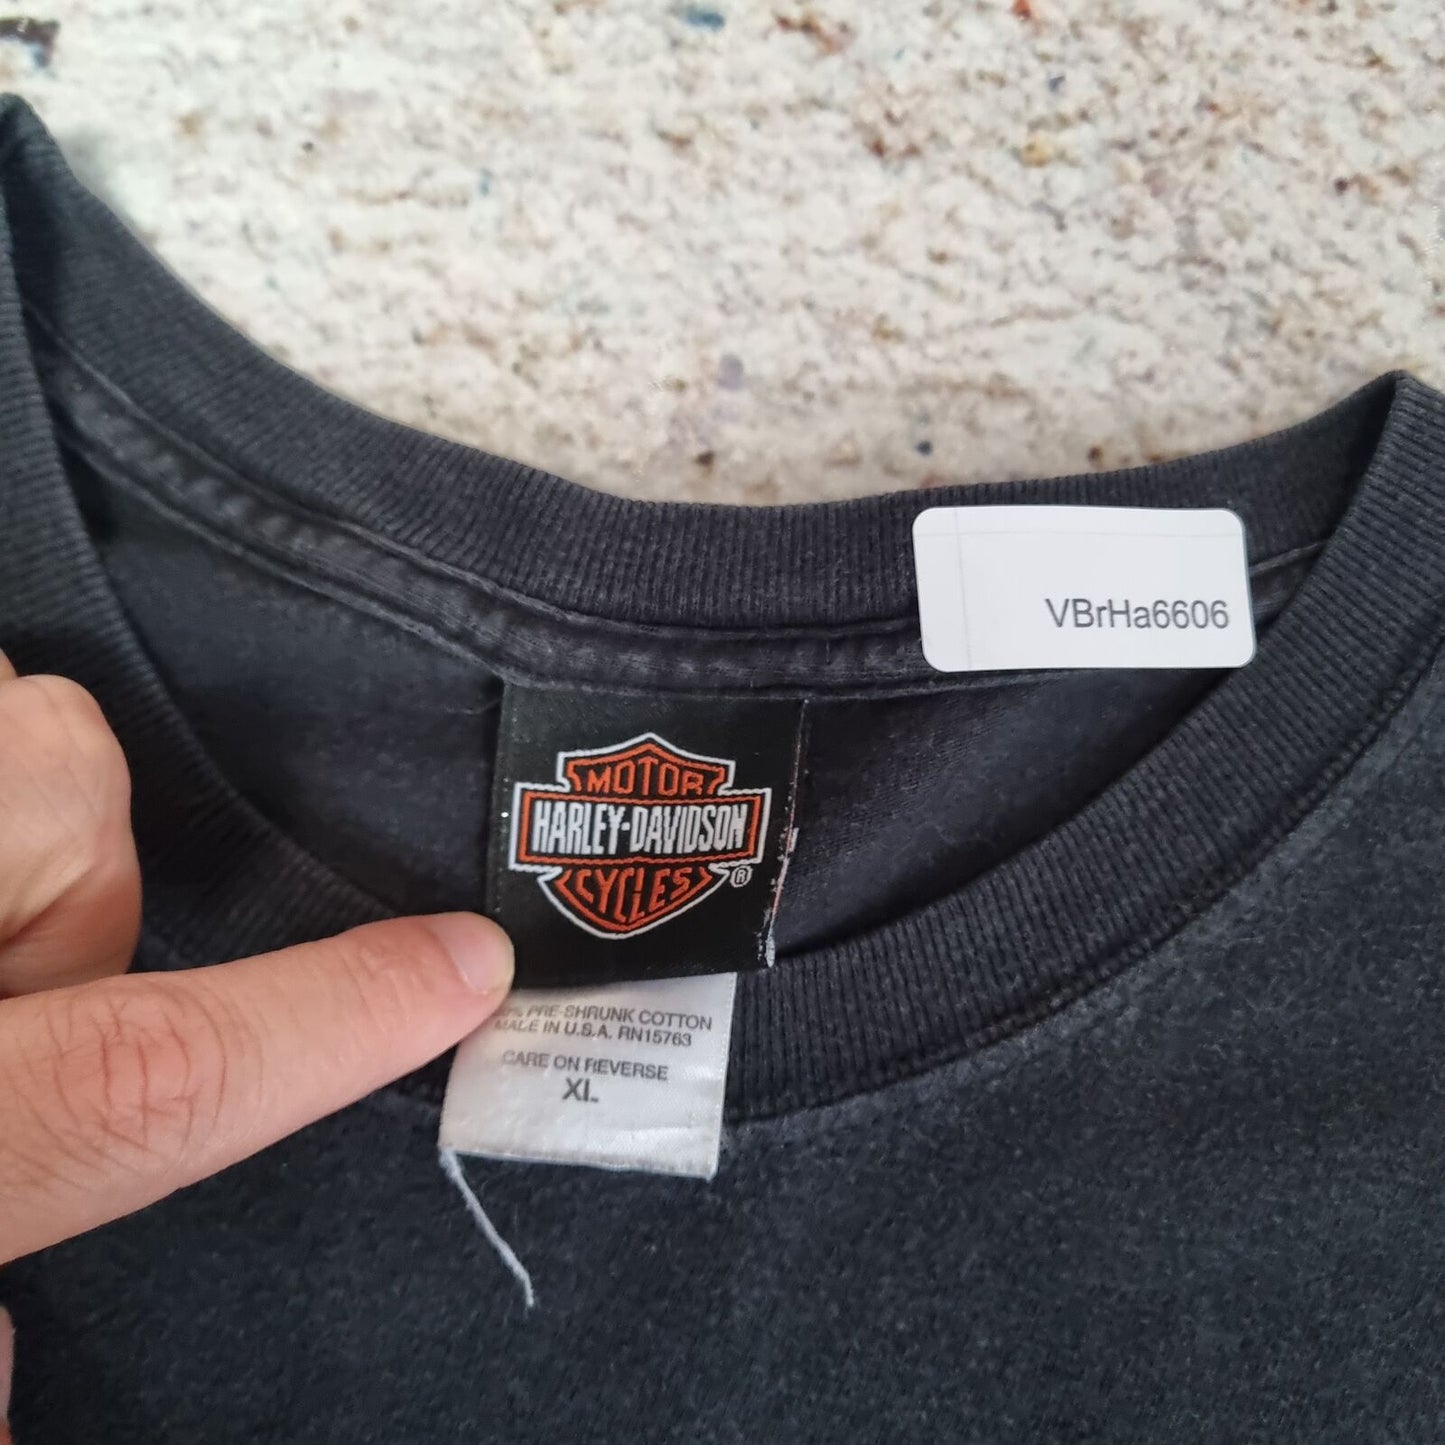 VBrHa6606
MOTOR
HARLEY-DAVIDSON
CYCLES ®
PRE-SHRUNK COTTON
MADE IN U.S.A. RN15763
CARE ON REVERSE
XL